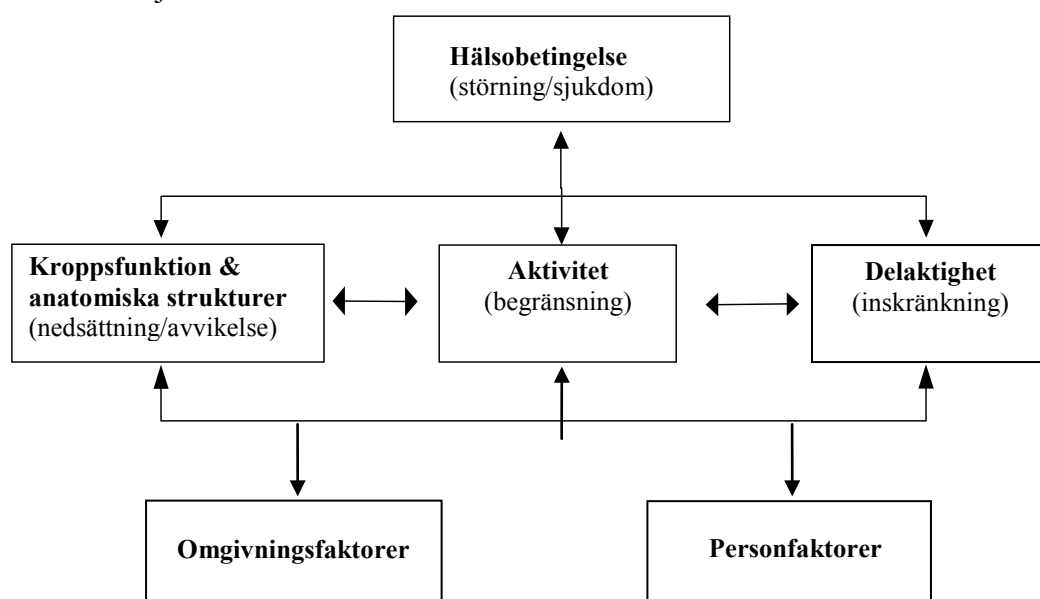 Hälsobetingelse
(störning/sjukdom)
Kroppsfunktion &
anatomiska strukturer
(nedsättning/avvikelse)
Aktivitet
(begränsning)
Delaktighet
(inskränkning)
Omgivningsfaktorer
Personfaktorer